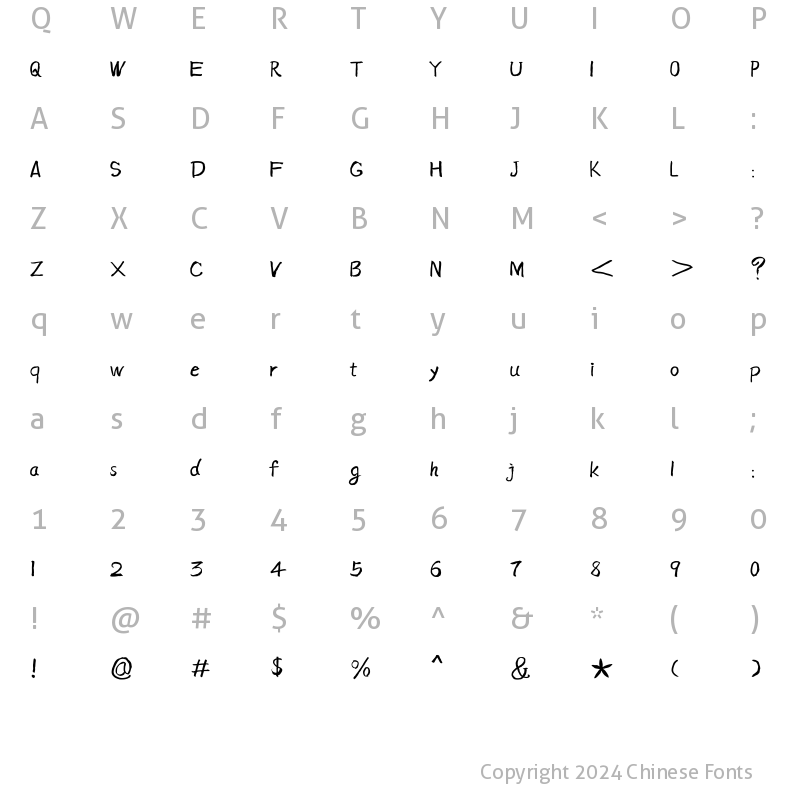 Q W E R T Y U I O P
Q W E R T Y U I O P
A S D F G H J K L :
A S D F G H J K L :
Z X C V B N M < > ?
Z X C V B N M < > ?
q w e r t y u i o p
q w e r t y u i o p
a s d f g h j k l ;
a s d f g h j k l :
1 2 3 4 5 6 7 8 9 0
1 2 3 4 5 6 7 8 9 0
! @ # $ % ^ & * ( )
! @ # $ % ^ & * ( )
Copyright 2024 Chinese Fonts